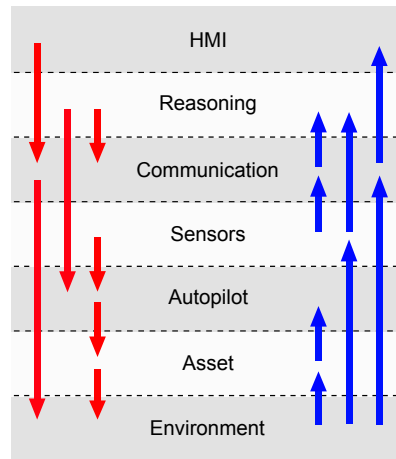 HMI
Reasoning
Communication
Sensors
Autopilot
Asset
Environment